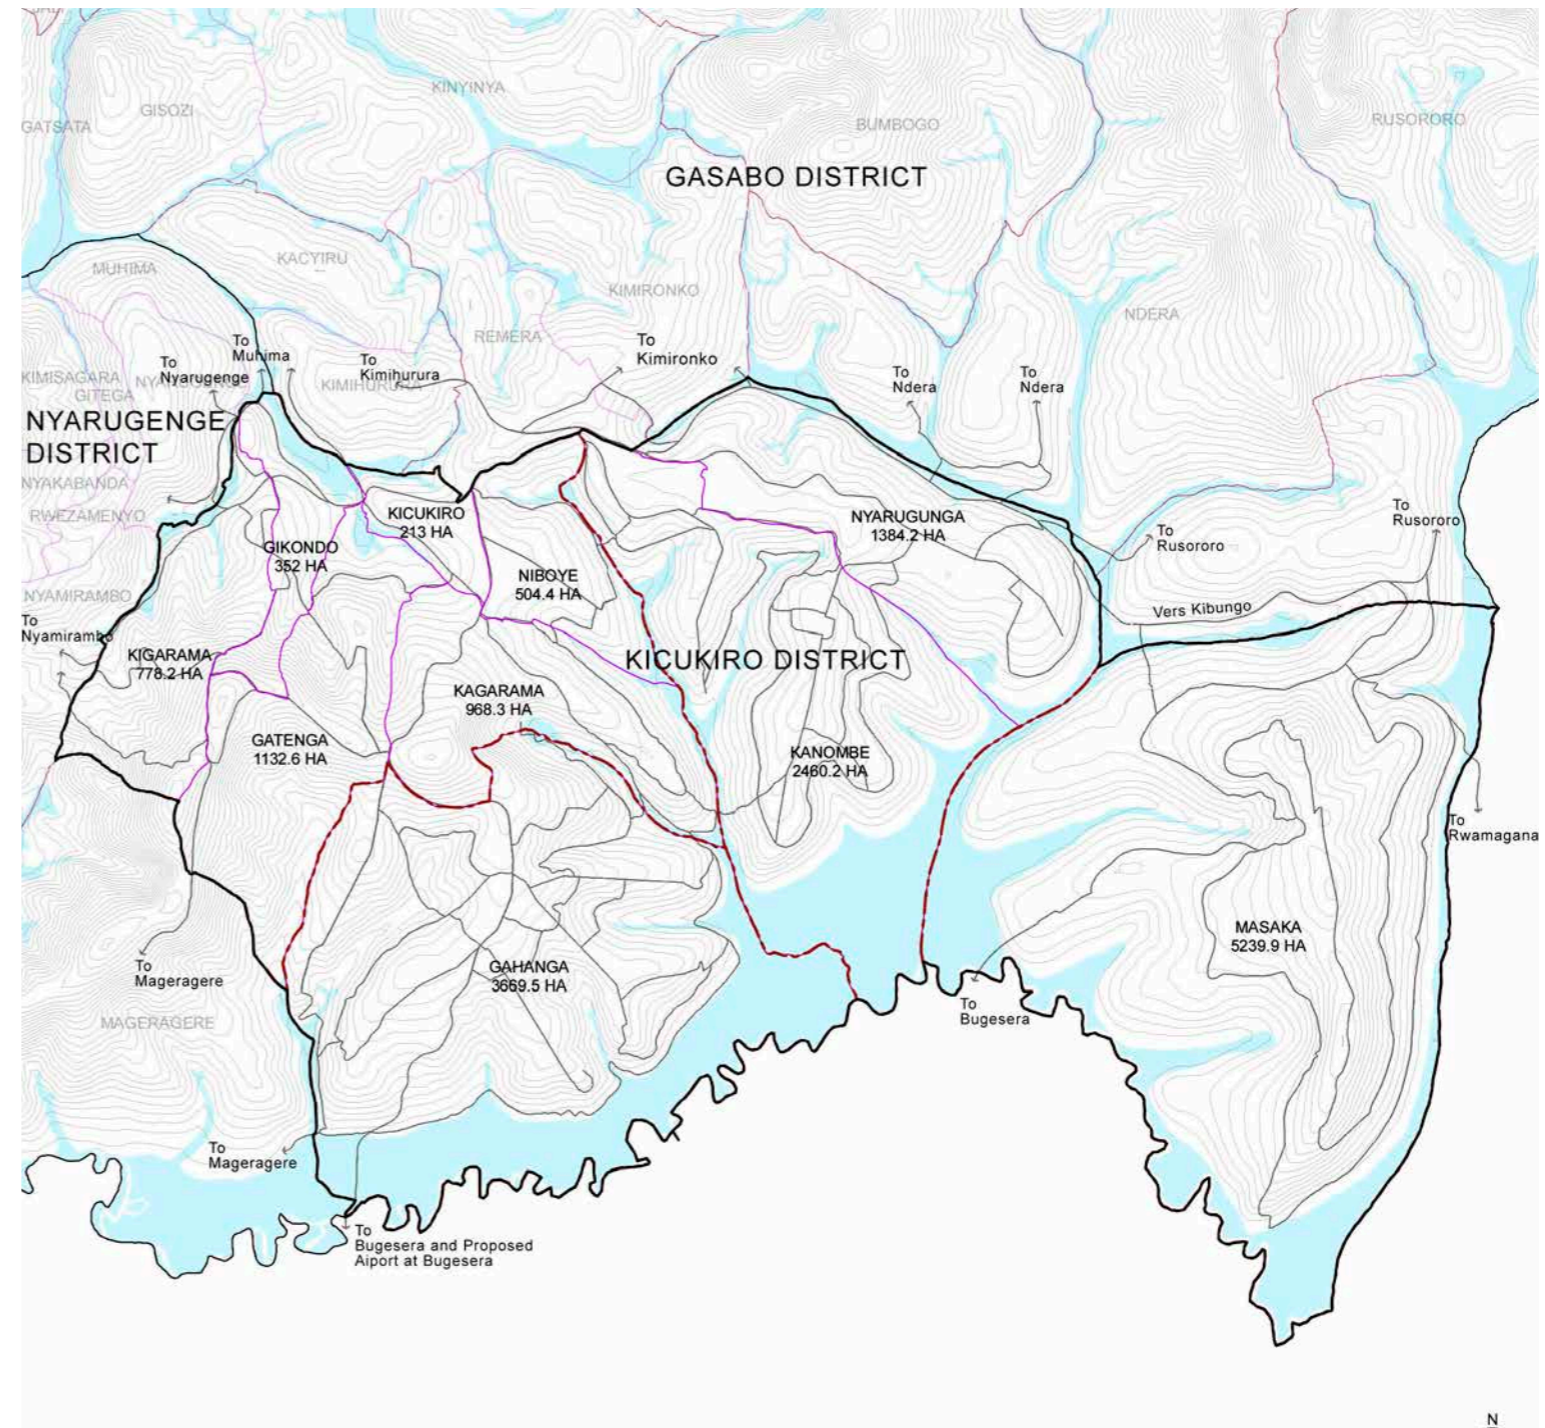 KINYINYA
GISOZI
GATSATA
BUMBOGO
RUSORORO
GASABO DISTRICT
MUHIMA
KACYIRU
KIMIRONKO
REMERA
NDERA
To
Muhima
To
Nyarugenge
To
Kimihurura
To
Kimironko
To
Ndera
To
Ndera
KIMISAGARA
GITEGA
KIMIHURURA
NYARUGENGE
DISTRICT
NYAKABANDA
RWEZAMENYO
NYAMIRAMBO
KICUKIRO
213 HA
GIKONDO
352 HA
NIBOYE
504.4 HA
NYARUGUNGA
1384.2 HA
To
Rusororo
To
Rusororo
Vers Kibungo
To
Nyamirambo
KIGARAMA
778.2 HA
KICUKIRO DISTRICT
KAGARAMA
968.3 HA
GATENGA
1132.6 HA
KANOMBE
2460.2 HA
To
Rwamagana
MASAKA
5239.9 HA
To
Mageragere
GAHANGA
3669.5 HA
To
Bugesera
MAGERAGERE
To
Mageragere
To
Bugesera and Proposed
Aiport at Bugesera
N